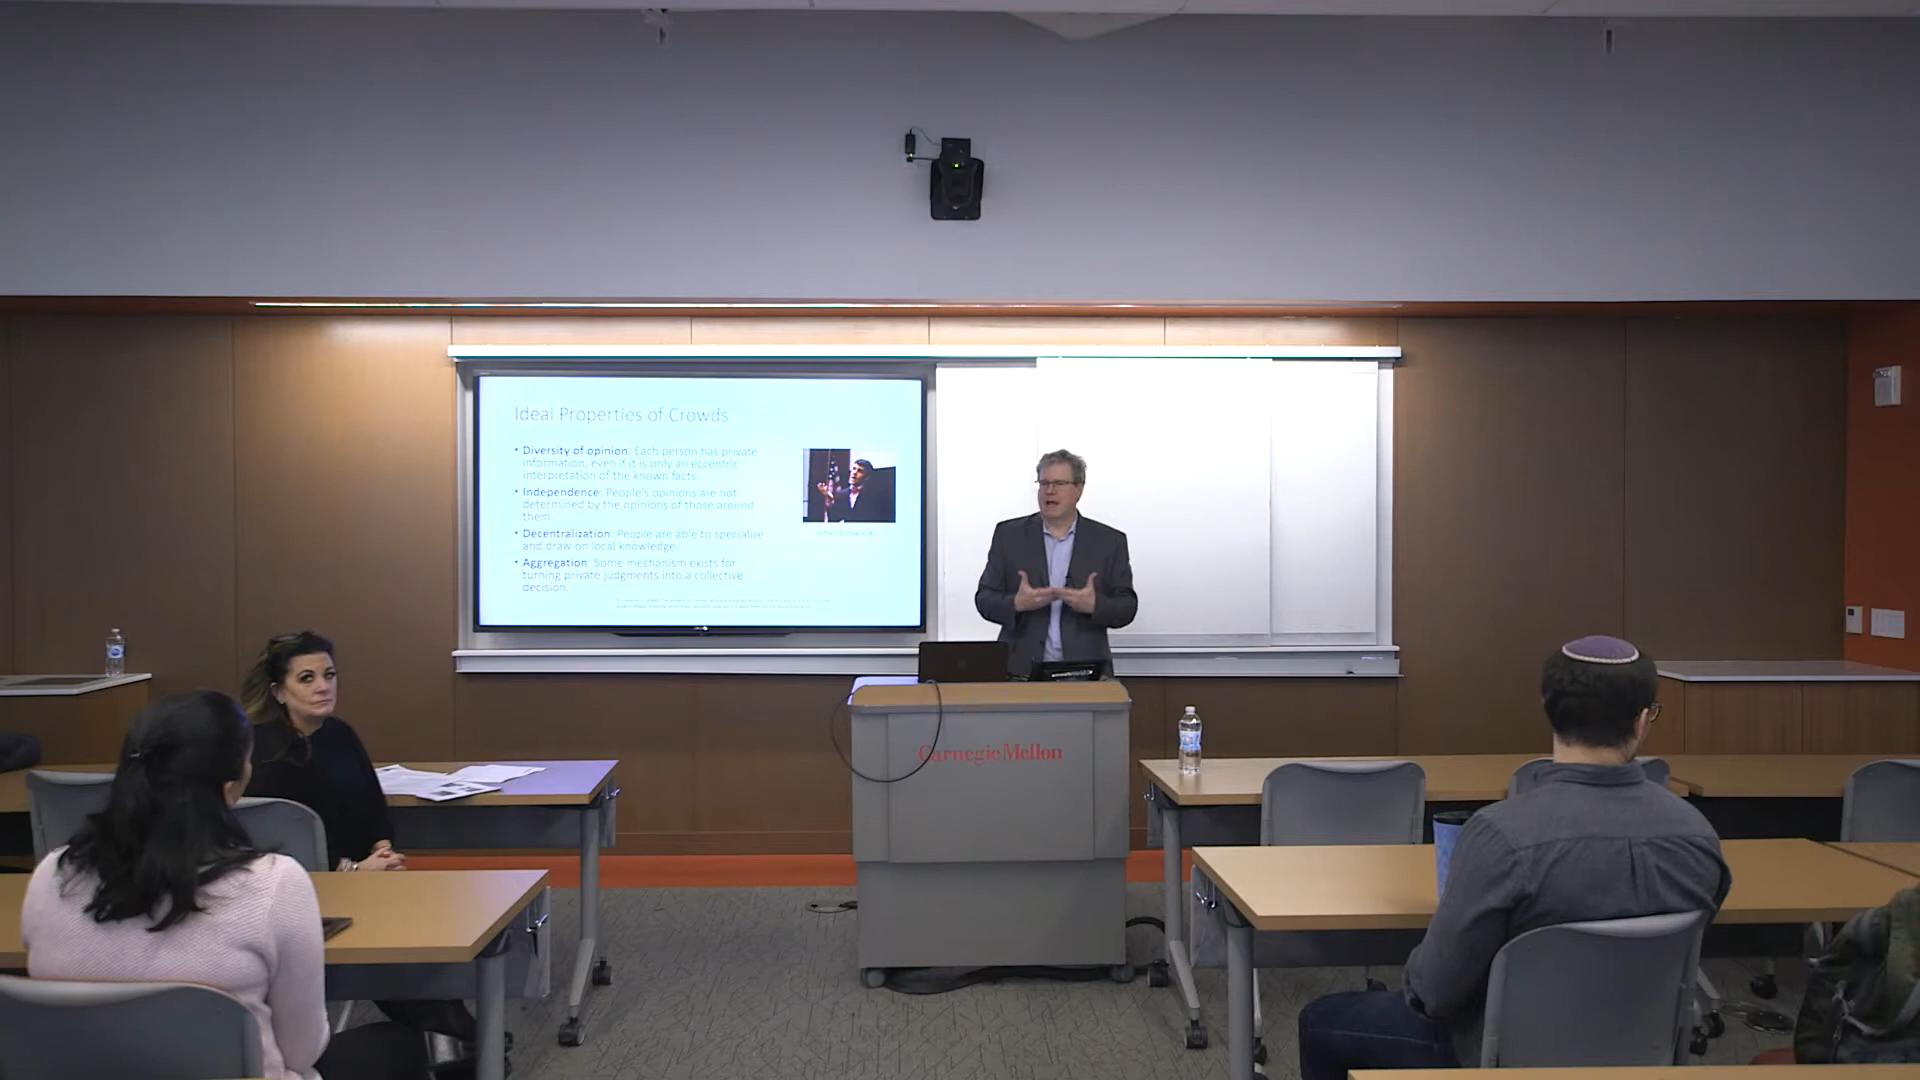 Ideal Properties of Crowds
• Diversity of opinion: Each person has private
information, even if it is only an eccentric
interpretation of the known facts.
• Independence: People's opinions are not
determined by the opinions of those around
them.
• Decentralization: People are able to specialize
and draw on local knowledge.
• Aggregation: Some mechanism exists for
turning private judgments into a collective
decision.
Carnegie Mellon